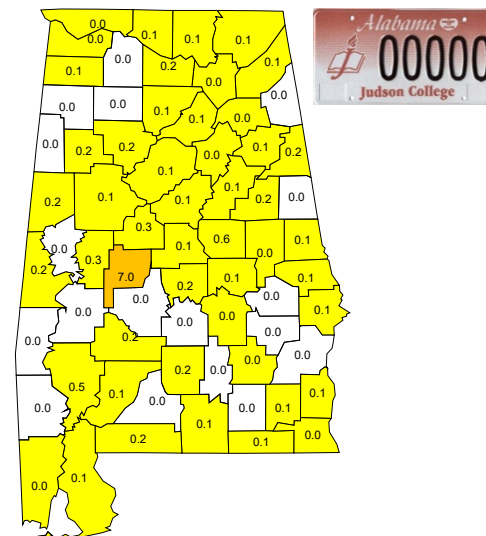 Alabama
00000
Judson College
0.0
0.0 0.1 0.1 0.1
0.1 0.0 0.2 0.0 0.1
0.0 0.0 0.1 0.1 0.0 0.0
0.0 0.2 0.2 0.1 0.0 0.1 0.2
0.2 0.1 0.1 0.1 0.2 0.0
0.3
0.0 0.3 0.1 0.6 0.0 0.1
0.2 7.0 0.2 0.1 0.1
0.0 0.0 0.0 0.0 0.0 0.1
0.0 0.2 0.0 0.0
0.5 0.1 0.2 0.0 0.0
0.0 0.0 0.0 0.1 0.1
0.2 0.1 0.1 0.0
0.0 0.1